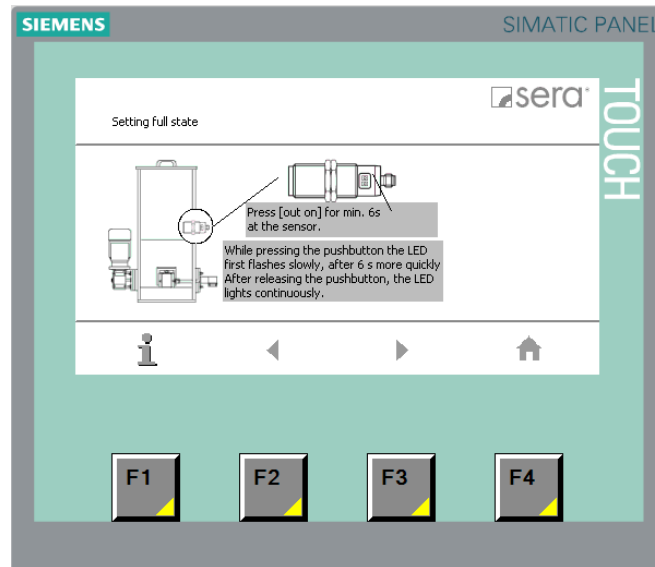 SIEMENS
SIMATIC PANEL
TOUCH
sera
Setting full state
Press [out on] for min. 6s
at the sensor.
While pressing the pushbutton the LED
first flashes slowly, after 6 s more quickly
After releasing the pushbutton, the LED
lights continuously.
F1
F2
F3
F4